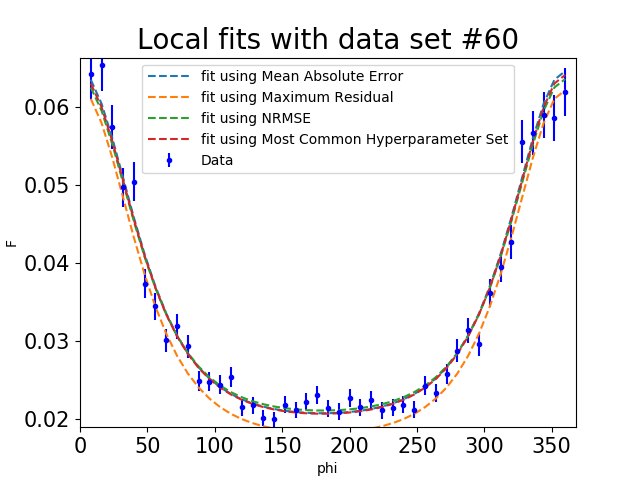 Local fits with data set #60
fit using Mean Absolute Error
fit using Maximum Residual
fit using NRMSE
fit using Most Common Hyperparameter Set
Data
F
0.06
0.05
0.04
0.03
0.02
0 50 100 150 200 250 300 350
phi